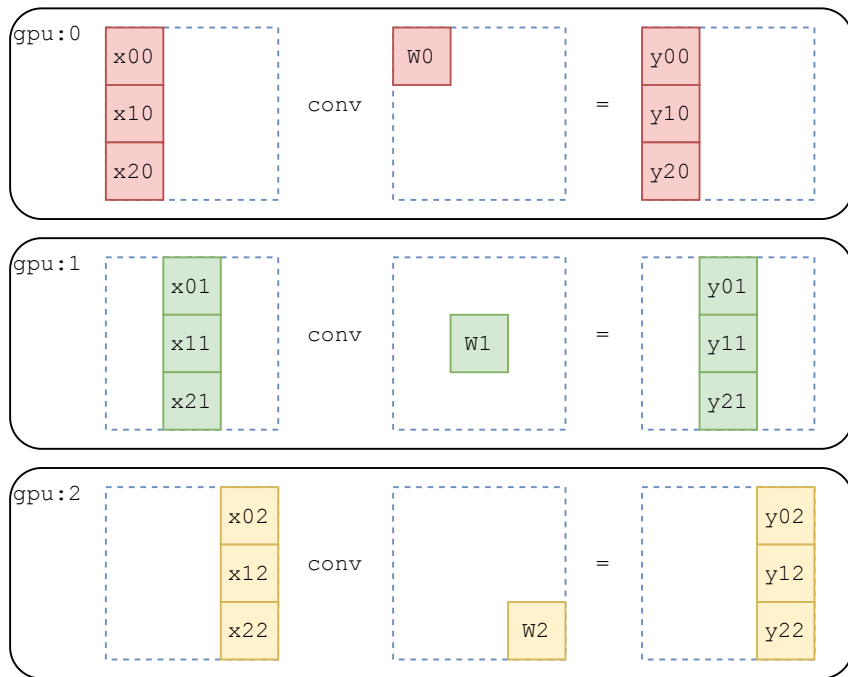 gpu:0
x00 W0 y00
x10 conv = y10
x20 y20
gpu:1
x01 y01
conv =
x11 W1 y11
x21 y21
gpu:2
x02 y02
x12 conv = y12
x22 W2 y22